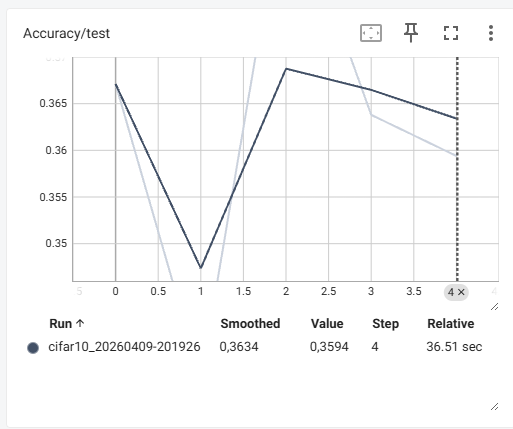 Accuracy/test
0.365
0.36
0.355
0.35
5 0 0.5 1 1.5 2 2.5 3 3.5 4 ×
Run ↑ Smoothed Value Step Relative
cifar10_20260409-201926 0,3634 0,3594 4 36.51 sec